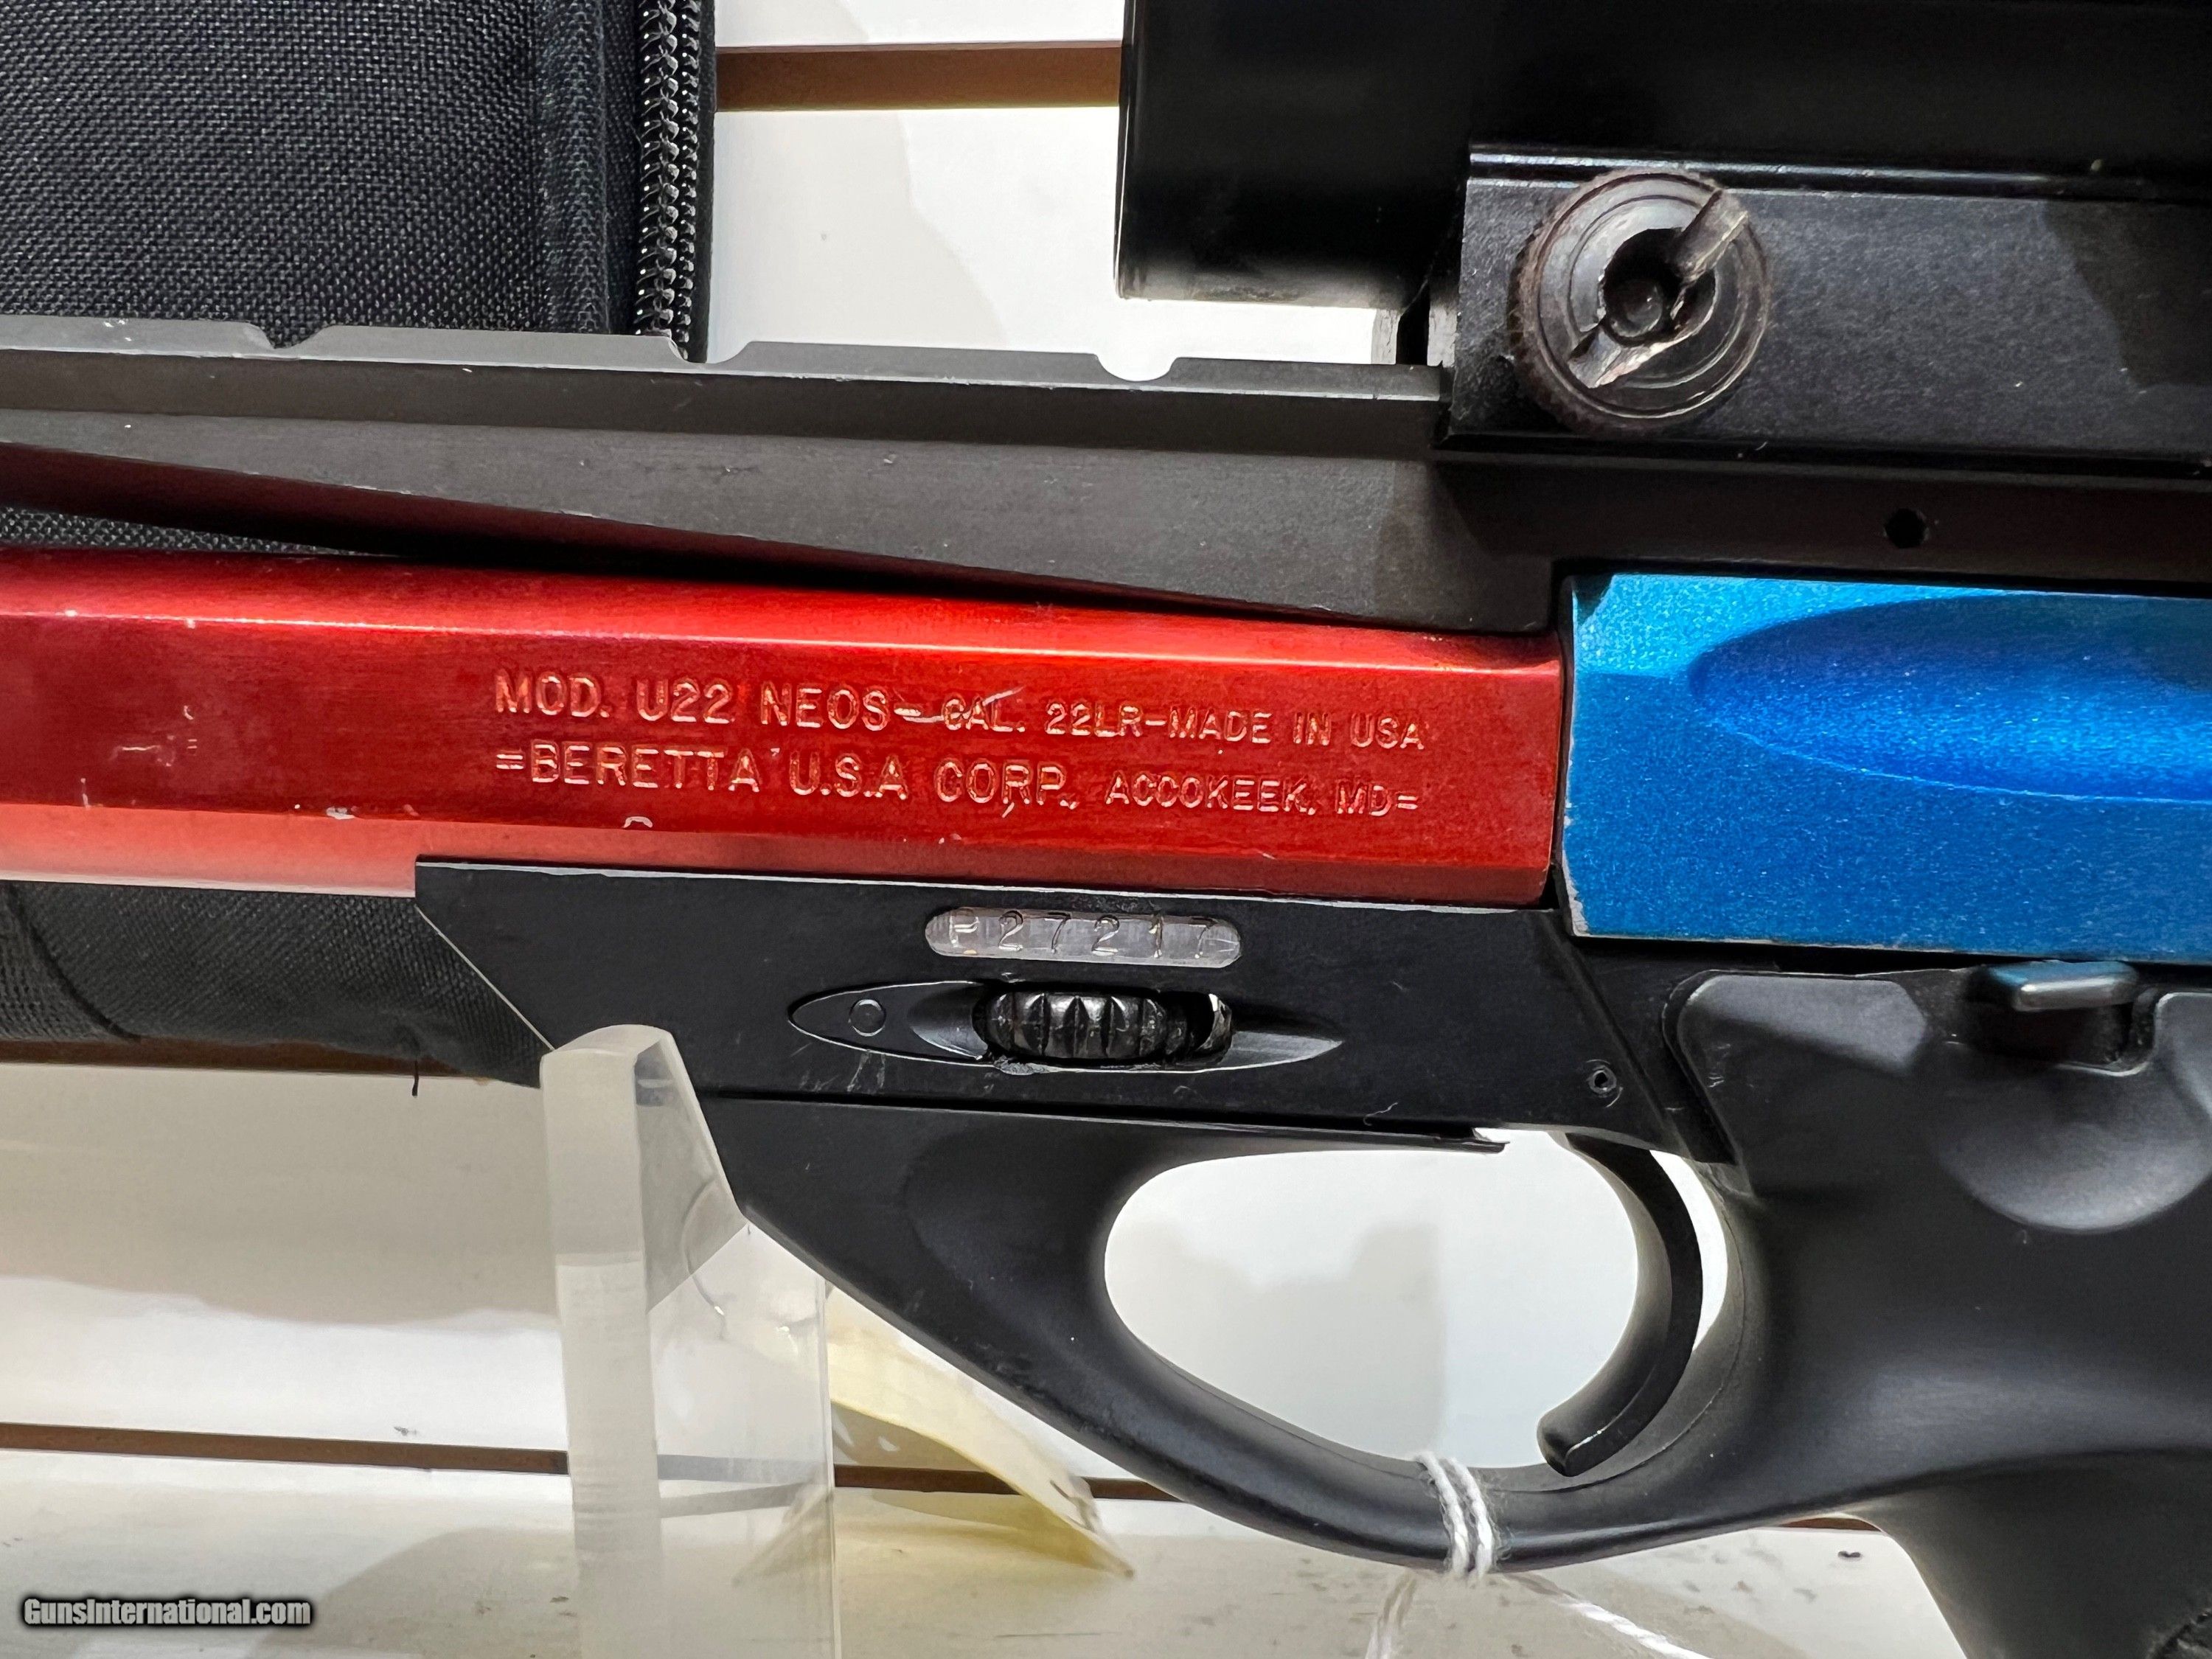 MOD. U22 NEOS-CAL. 22LR-MADE IN USA
=BERETTA U.S.A CORP., ACCOKEEK, MD=
P27217
GunsInternational.com